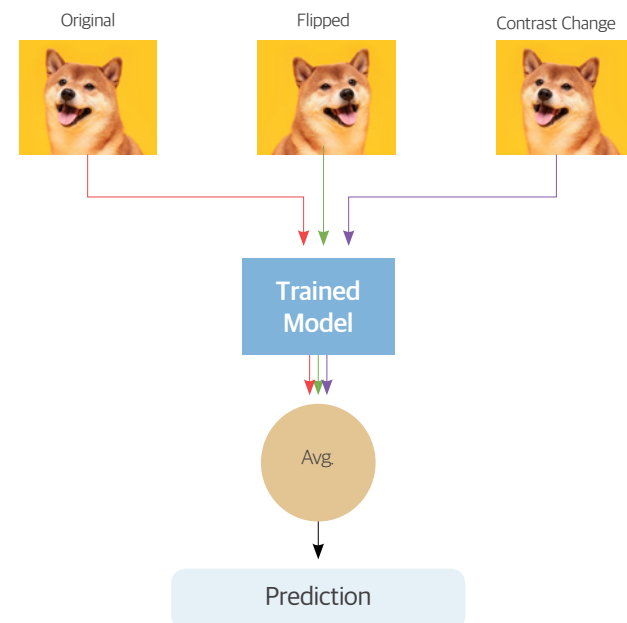 Original
Flipped
Contrast Change
Trained
Model
Avg.
Prediction